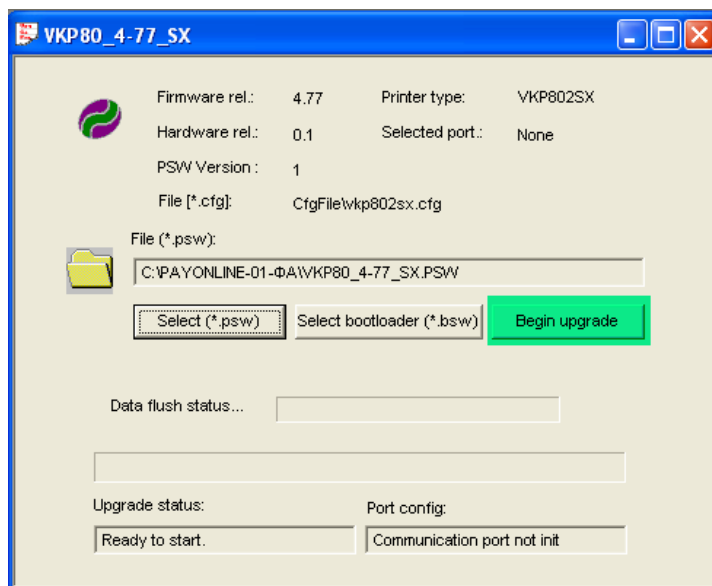 VKP80_4-77_SX
Firmware rel.: 4.77 Printer type: VKP802SX
Hardware rel.: 0.1 Selected port.: None
PSW Version : 1
File [*.cfg]: CfgFile\vkp802sx.cfg
File (*.psw):
C:\PAYONLINE-01-ФА\VKP80_4-77_SX.PSW
Select (*.psw) Select bootloader (*.bsw) Begin upgrade
Data flush status...
Upgrade status: Port config:
Ready to start. Communication port not init